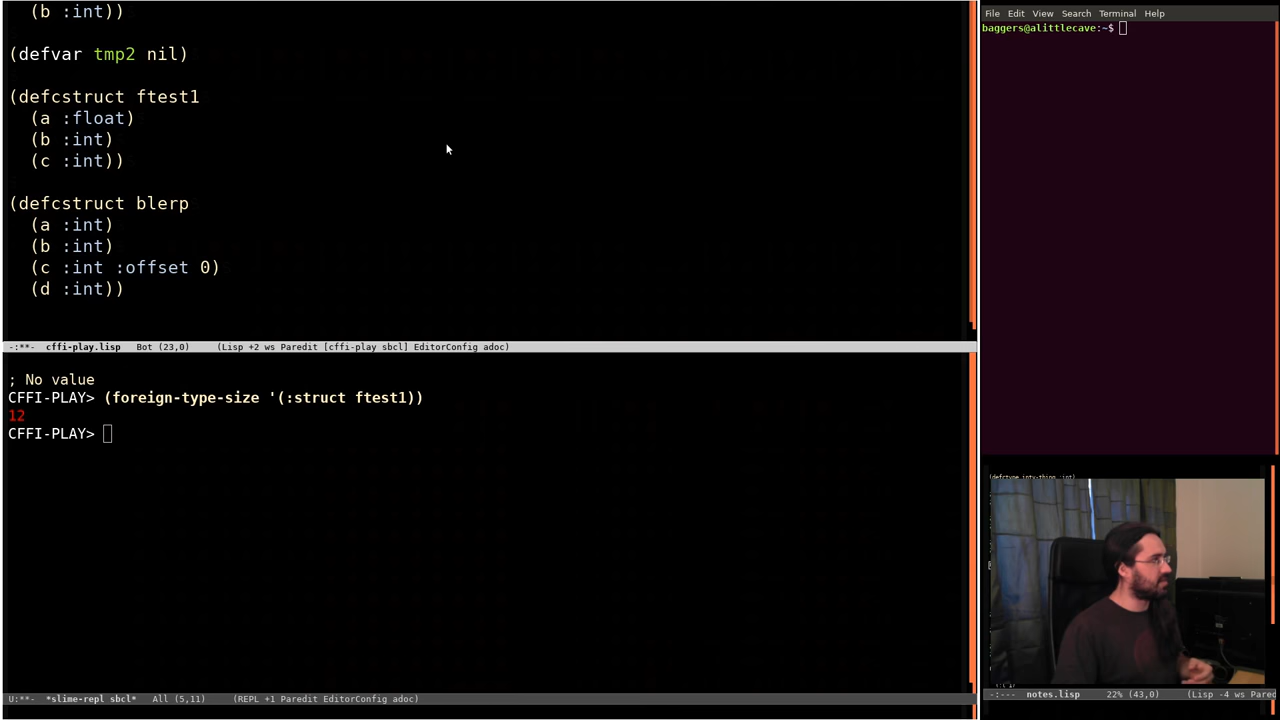 (b :int))
(defvar tmp2 nil)
(defcstruct ftest1
(a :float)
(b :int)
(c :int))
(defcstruct blerp
(a :int)
(b :int)
(c :int :offset 0)
(d :int))
-:**-  cffi-play.lisp   Bot (23,0)     (Lisp +2 ws Paredit [cffi-play sbcl] EditorConfig adoc)
; No value
CFFI-PLAY> (foreign-type-size '(:struct ftest1))
12
CFFI-PLAY>
U:**-  *slime-repl sbcl*   All (5,11)     (REPL +1 Paredit EditorConfig adoc)
File Edit View Search Terminal Help
baggers@alittlecave:~$
-:---  notes.lisp     22% (43,0)     (Lisp -4 ws Pared